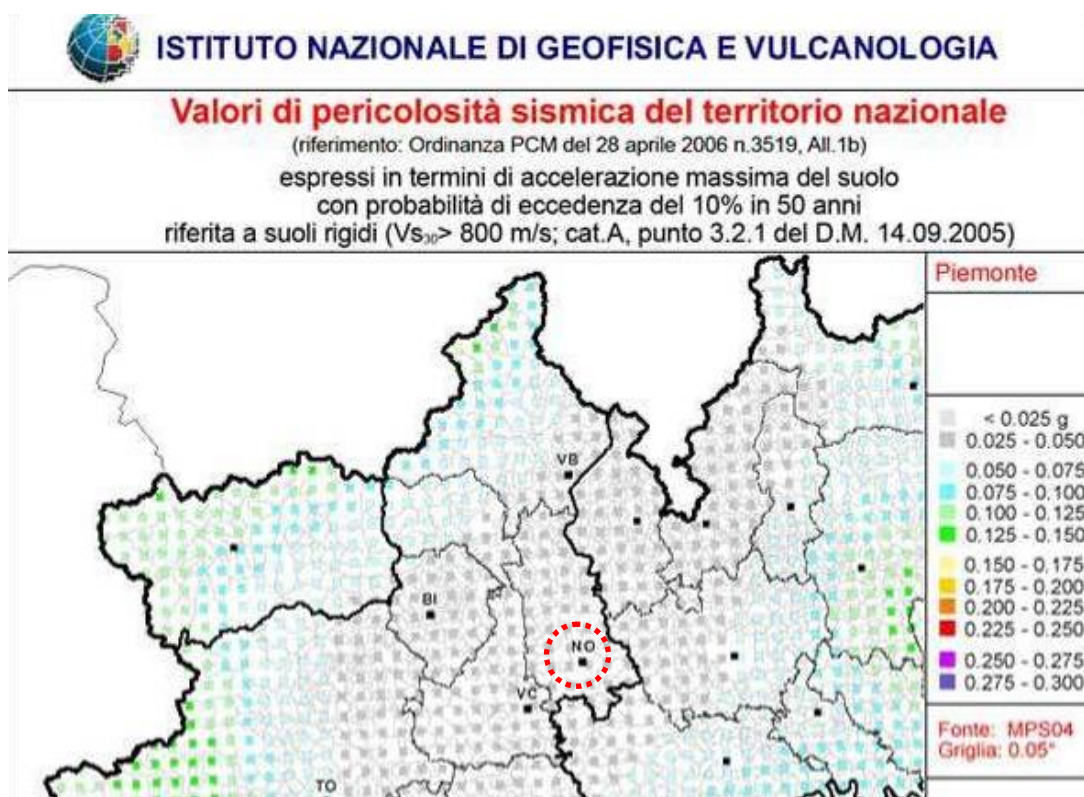 ISTITUTO NAZIONALE DI GEOFISICA E VULCANOLOGIA
Valori di pericolosità sismica del territorio nazionale
(riferimento: Ordinanza PCM del 28 aprile 2006 n.3519, All.1b)
espressi in termini di accelerazione massima del suolo
con probabilità di eccedenza del 10% in 50 anni
riferita a suoli rigidi (Vs₃₀> 800 m/s; cat.A, punto 3.2.1 del D.M. 14.09.2005)
Piemonte
< 0.025 g
0.025 - 0.050
0.050 - 0.075
0.075 - 0.100
0.100 - 0.125
0.125 - 0.150
0.150 - 0.175
0.175 - 0.200
0.200 - 0.225
0.225 - 0.250
0.250 - 0.275
0.275 - 0.300
Fonte: MPS04
Griglia: 0.05°
VB
BI
NO
VC
TO